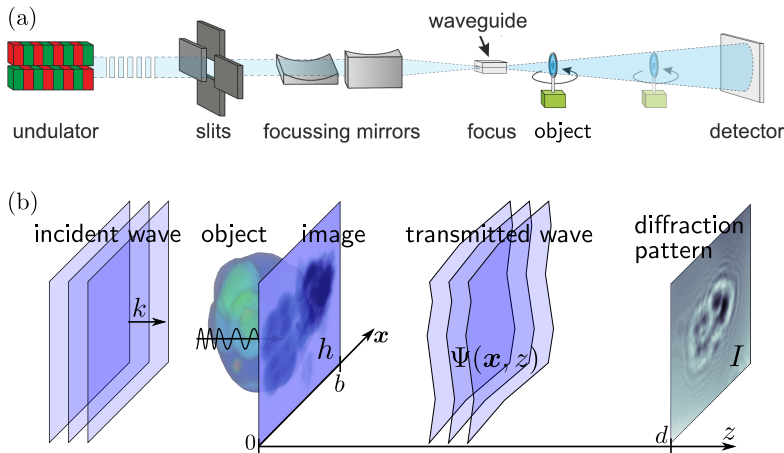 (a)
waveguide
undulator
slits
focussing mirrors
focus
object
detector
(b)
incident wave
object
image
transmitted wave
diffraction
pattern
k
x
h
b
Ψ(x, z)
I
0
d
z